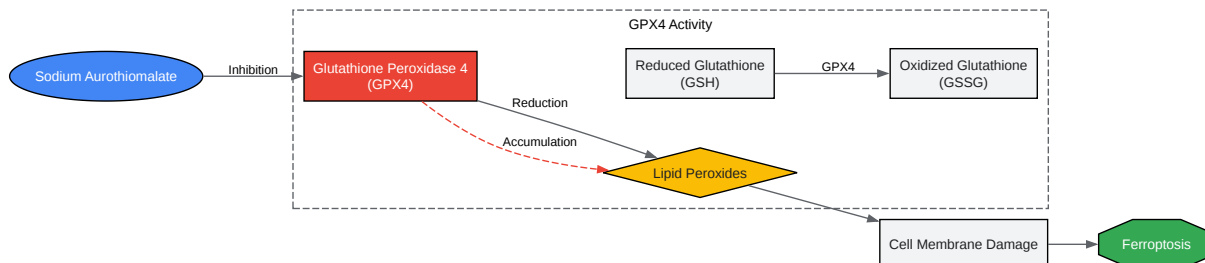 GPX4 Activity
Sodium Aurothiomalate
Inhibition
Glutathione Peroxidase 4
(GPX4)
Reduced Glutathione
(GSH)
GPX4
Oxidized Glutathione
(GSSG)
Reduction
Accumulation
Lipid Peroxides
Cell Membrane Damage
Ferroptosis